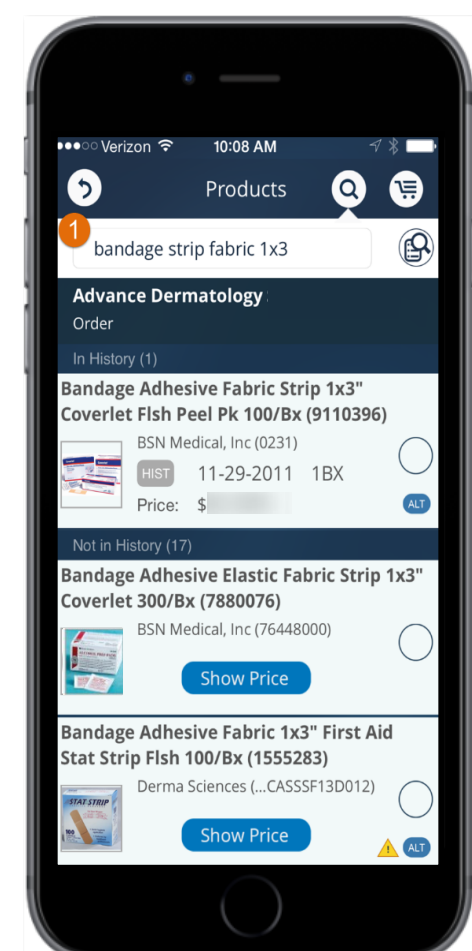 Verizon 10:08 AM
Products
1
bandage strip fabric 1x3
Advance Dermatology
Order
In History (1)
Bandage Adhesive Fabric Strip 1x3"
Coverlet Flsh Peel Pk 100/Bx (9110396)
BSN Medical, Inc (0231)
HIST 11-29-2011 1BX
Price: $
ALT
Not in History (17)
Bandage Adhesive Elastic Fabric Strip 1x3"
Coverlet 300/Bx (7880076)
BSN Medical, Inc (76448000)
Show Price
Bandage Adhesive Fabric 1x3" First Aid
Stat Strip Flsh 100/Bx (1555283)
Derma Sciences (...CASSSF13D012)
STAT STRIP
100
Show Price
ALT